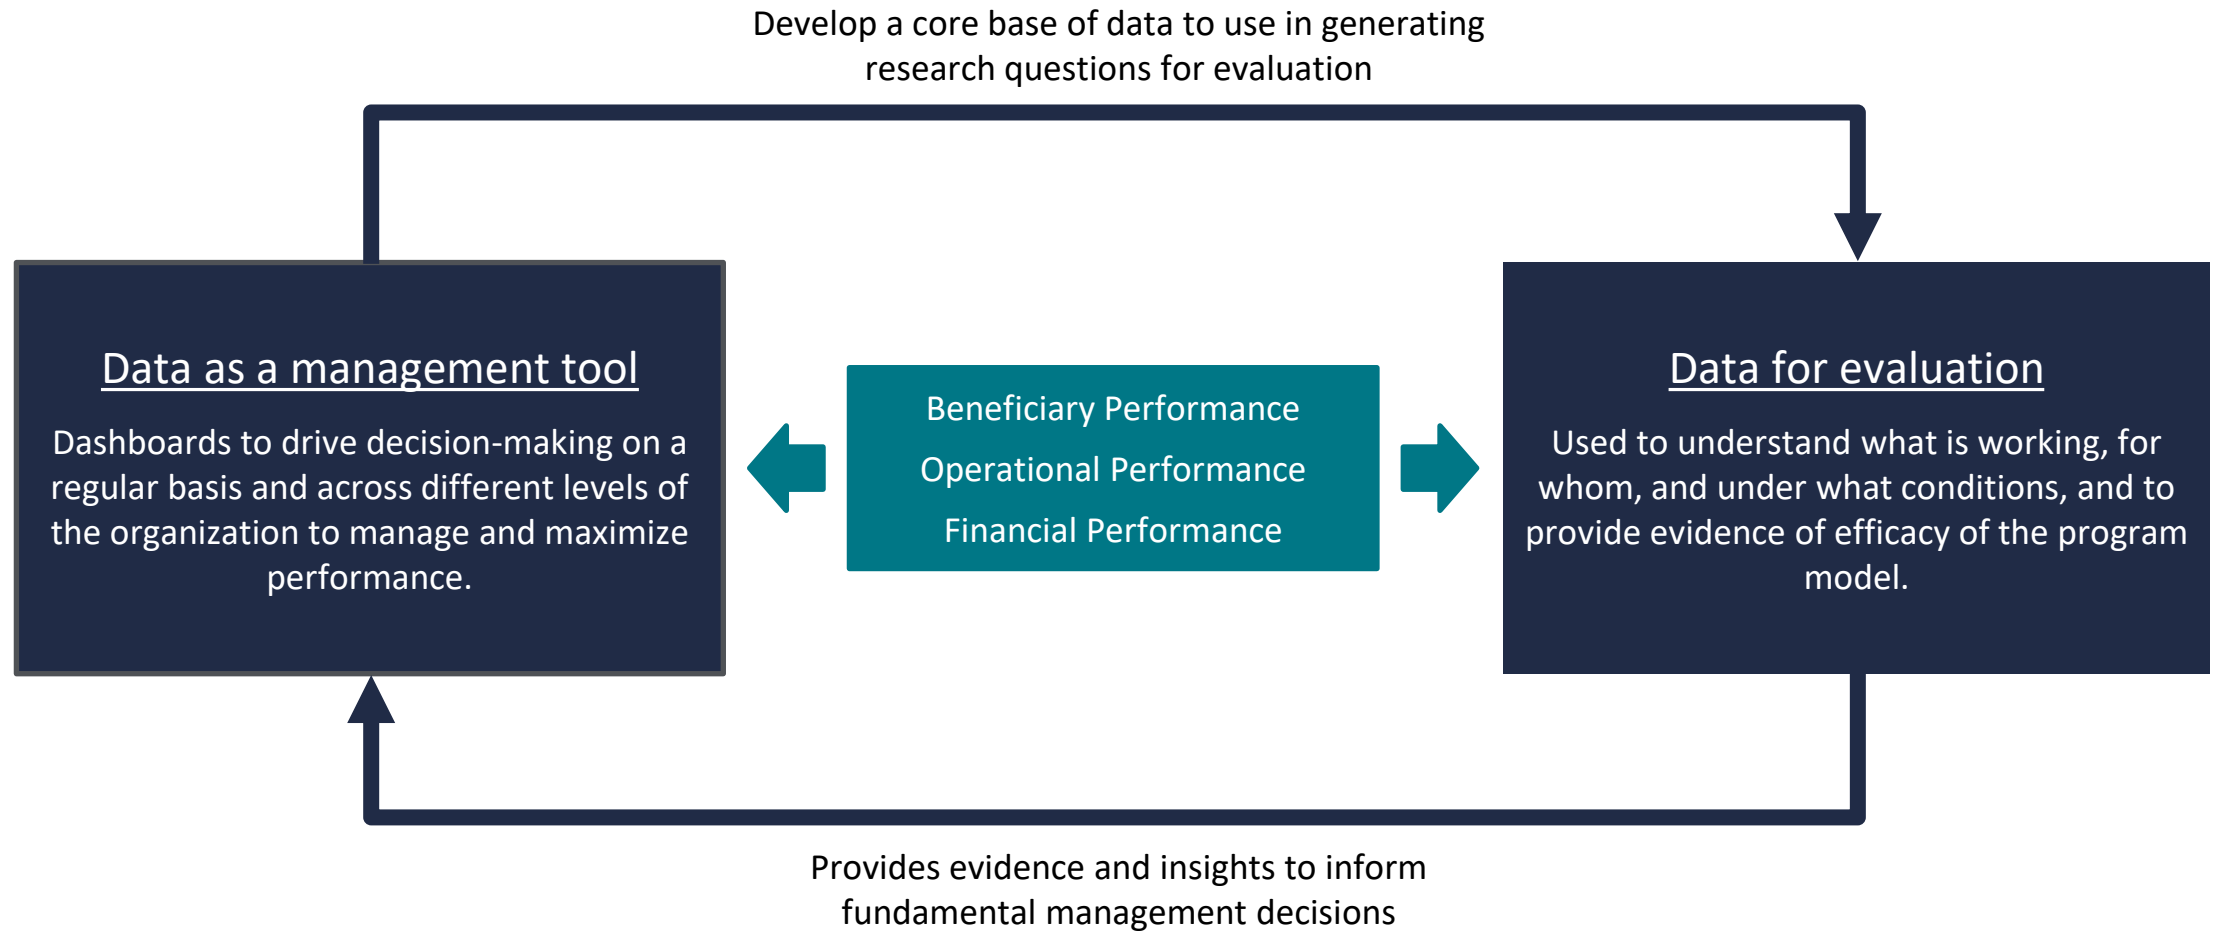 Develop a core base of data to use in generating
research questions for evaluation
Data as a management tool
Dashboards to drive decision-making on a
regular basis and across different levels of
the organization to manage and maximize
performance.
Beneficiary Performance
Operational Performance
Financial Performance
Data for evaluation
Used to understand what is working, for
whom, and under what conditions, and to
provide evidence of efficacy of the program
model.
Provides evidence and insights to inform
fundamental management decisions